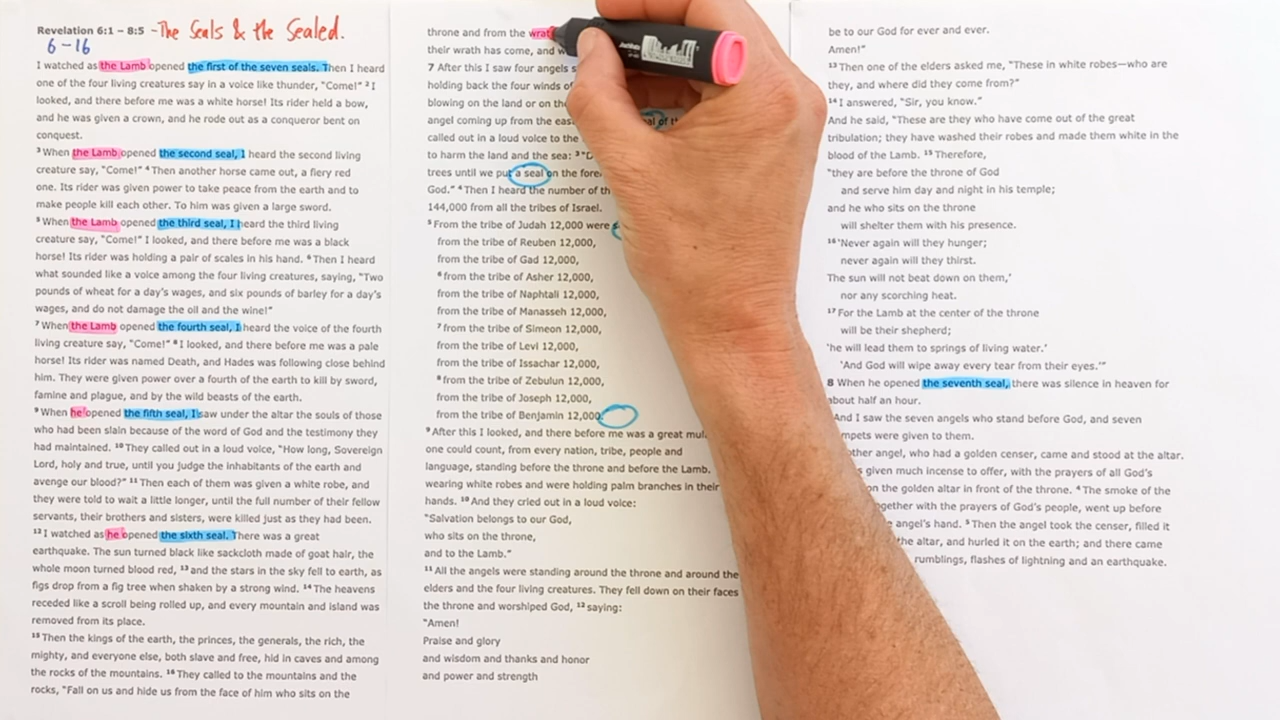 Revelation 6:1 – 8:5 -The Seals & the Sealed.
6-16
I watched as the Lamb opened the first of the seven seals. Then I heard
one of the four living creatures say in a voice like thunder, "Come!" ² I
looked, and there before me was a white horse! Its rider held a bow,
and he was given a crown, and he rode out as a conqueror bent on
conquest.
³ When the Lamb opened the second seal, I heard the second living
creature say, "Come!" ⁴ Then another horse came out, a fiery red
one. Its rider was given power to take peace from the earth and to
make people kill each other. To him was given a large sword.
⁵ When the Lamb opened the third seal, I heard the third living
creature say, "Come!" I looked, and there before me was a black
horse! Its rider was holding a pair of scales in his hand. ⁶ Then I heard
what sounded like a voice among the four living creatures, saying, "Two
pounds of wheat for a day's wages, and six pounds of barley for a day's
wages, and do not damage the oil and the wine!"
⁷ When the Lamb opened the fourth seal, I heard the voice of the fourth
living creature say, "Come!" ⁸ I looked, and there before me was a pale
horse! Its rider was named Death, and Hades was following close behind
him. They were given power over a fourth of the earth to kill by sword,
famine and plague, and by the wild beasts of the earth.
⁹ When he opened the fifth seal, I saw under the altar the souls of those
who had been slain because of the word of God and the testimony they
had maintained. ¹⁰ They called out in a loud voice, "How long, Sovereign
Lord, holy and true, until you judge the inhabitants of the earth and
avenge our blood?" ¹¹ Then each of them was given a white robe, and
they were told to wait a little longer, until the full number of their fellow
servants, their brothers and sisters, were killed just as they had been.
¹² I watched as he opened the sixth seal. There was a great
earthquake. The sun turned black like sackcloth made of goat hair, the
whole moon turned blood red, ¹³ and the stars in the sky fell to earth, as
figs drop from a fig tree when shaken by a strong wind. ¹⁴ The heavens
receded like a scroll being rolled up, and every mountain and island was
removed from its place.
¹⁵ Then the kings of the earth, the princes, the generals, the rich, the
mighty, and everyone else, both slave and free, hid in caves and among
the rocks of the mountains. ¹⁶ They called to the mountains and the
rocks, "Fall on us and hide us from the face of him who sits on the
throne and from the wrat
their wrath has come, and w
7 After this I saw four angels s
holding back the four winds of
blowing on the land or on the
angel coming up from the eas al of t
called out in a loud voice to the
to harm the land and the sea: ³ "D
trees until we put a seal on the fore
God." ⁴ Then I heard the number of th
144,000 from all the tribes of Israel.
⁵ From the tribe of Judah 12,000 were
from the tribe of Reuben 12,000,
from the tribe of Gad 12,000,
⁶ from the tribe of Asher 12,000,
from the tribe of Naphtali 12,000,
from the tribe of Manasseh 12,000,
⁷ from the tribe of Simeon 12,000,
from the tribe of Levi 12,000,
from the tribe of Issachar 12,000,
⁸ from the tribe of Zebulun 12,000,
from the tribe of Joseph 12,000,
from the tribe of Benjamin 12,000.
⁹ After this I looked, and there before me was a great mul
one could count, from every nation, tribe, people and
language, standing before the throne and before the Lamb.
wearing white robes and were holding palm branches in their
hands. ¹⁰ And they cried out in a loud voice:
"Salvation belongs to our God,
who sits on the throne,
and to the Lamb."
¹¹ All the angels were standing around the throne and around the
elders and the four living creatures. They fell down on their faces
the throne and worshiped God, ¹² saying:
"Amen!
Praise and glory
and wisdom and thanks and honor
and power and strength
be to our God for ever and ever.
Amen!"
¹³ Then one of the elders asked me, "These in white robes—who are
they, and where did they come from?"
¹⁴ I answered, "Sir, you know."
And he said, "These are they who have come out of the great
tribulation; they have washed their robes and made them white in the
blood of the Lamb. ¹⁵ Therefore,
"they are before the throne of God
and serve him day and night in his temple;
and he who sits on the throne
will shelter them with his presence.
¹⁶ 'Never again will they hunger;
never again will they thirst.
The sun will not beat down on them,'
nor any scorching heat.
¹⁷ For the Lamb at the center of the throne
will be their shepherd;
'he will lead them to springs of living water.'
'And God will wipe away every tear from their eyes.'"
8 When he opened the seventh seal, there was silence in heaven for
about half an hour.
And I saw the seven angels who stand before God, and seven
mpets were given to them.
other angel, who had a golden censer, came and stood at the altar.
s given much incense to offer, with the prayers of all God's
on the golden altar in front of the throne. ⁴ The smoke of the
gether with the prayers of God's people, went up before
e angel's hand. ⁵ Then the angel took the censer, filled it
the altar, and hurled it on the earth; and there came
rumblings, flashes of lightning and an earthquake.